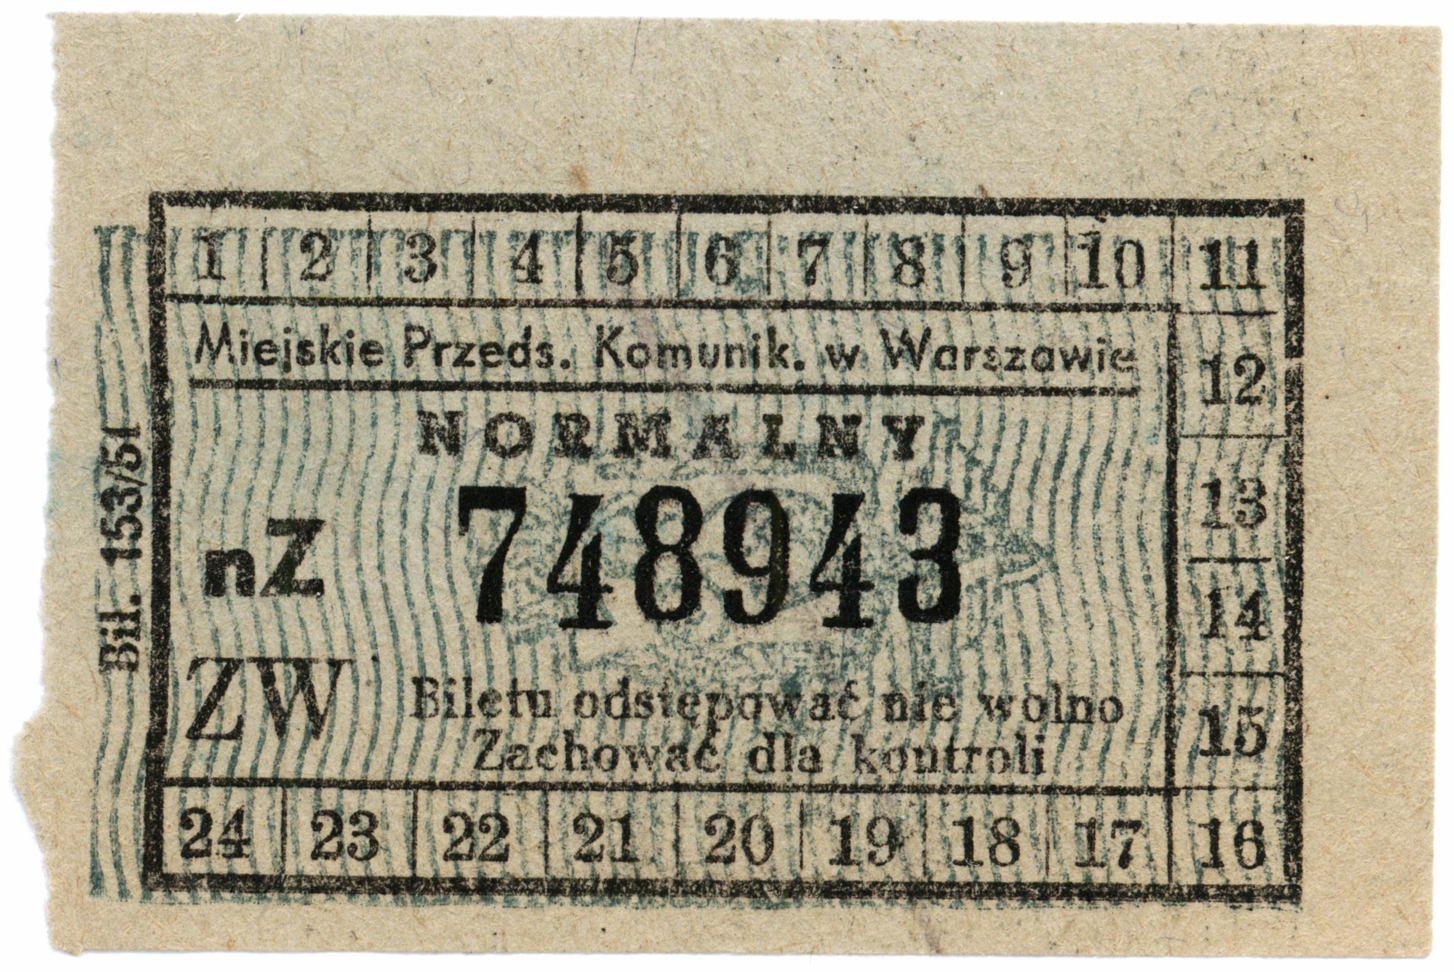 1 2 3 4 5 6 7 8 9 10 11
Miejskie Przeds. Komunik. w Warszawie
12
NORMALNY
13
nZ 748943
14
ZW Biletu odstępować nie wolno
Zachować dla kontroli
15
24 23 22 21 20 19 18 17 16
Bil. 153/51